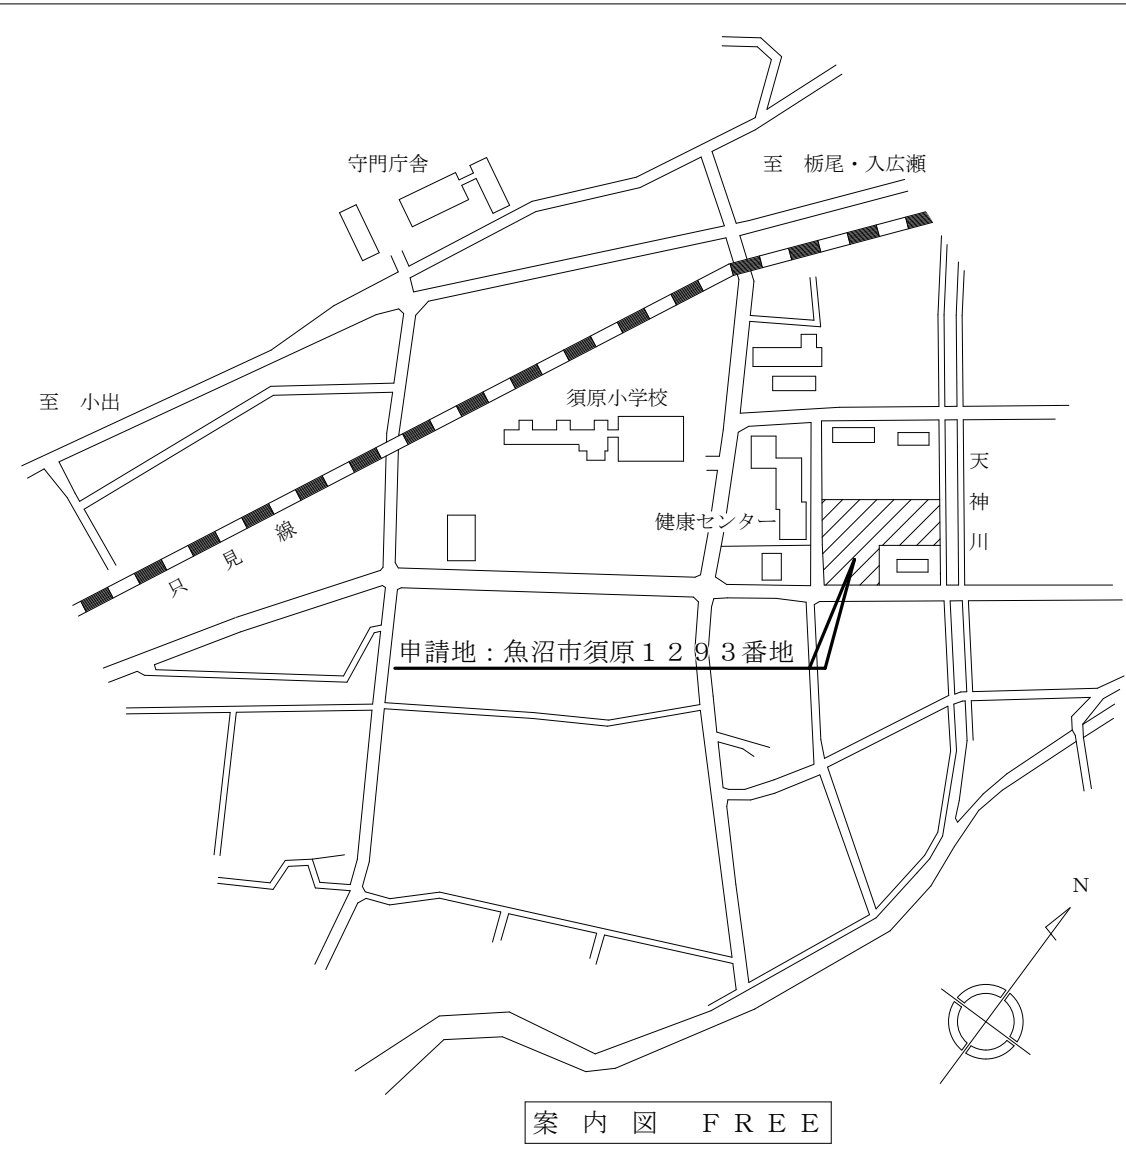 守門庁舎
至　栃尾・入広瀬
至　小出
須原小学校
天神川
健康センター
只見線
申請地：魚沼市須原１２９３番地
Ｎ
案　内　図　ＦＲＥＥ